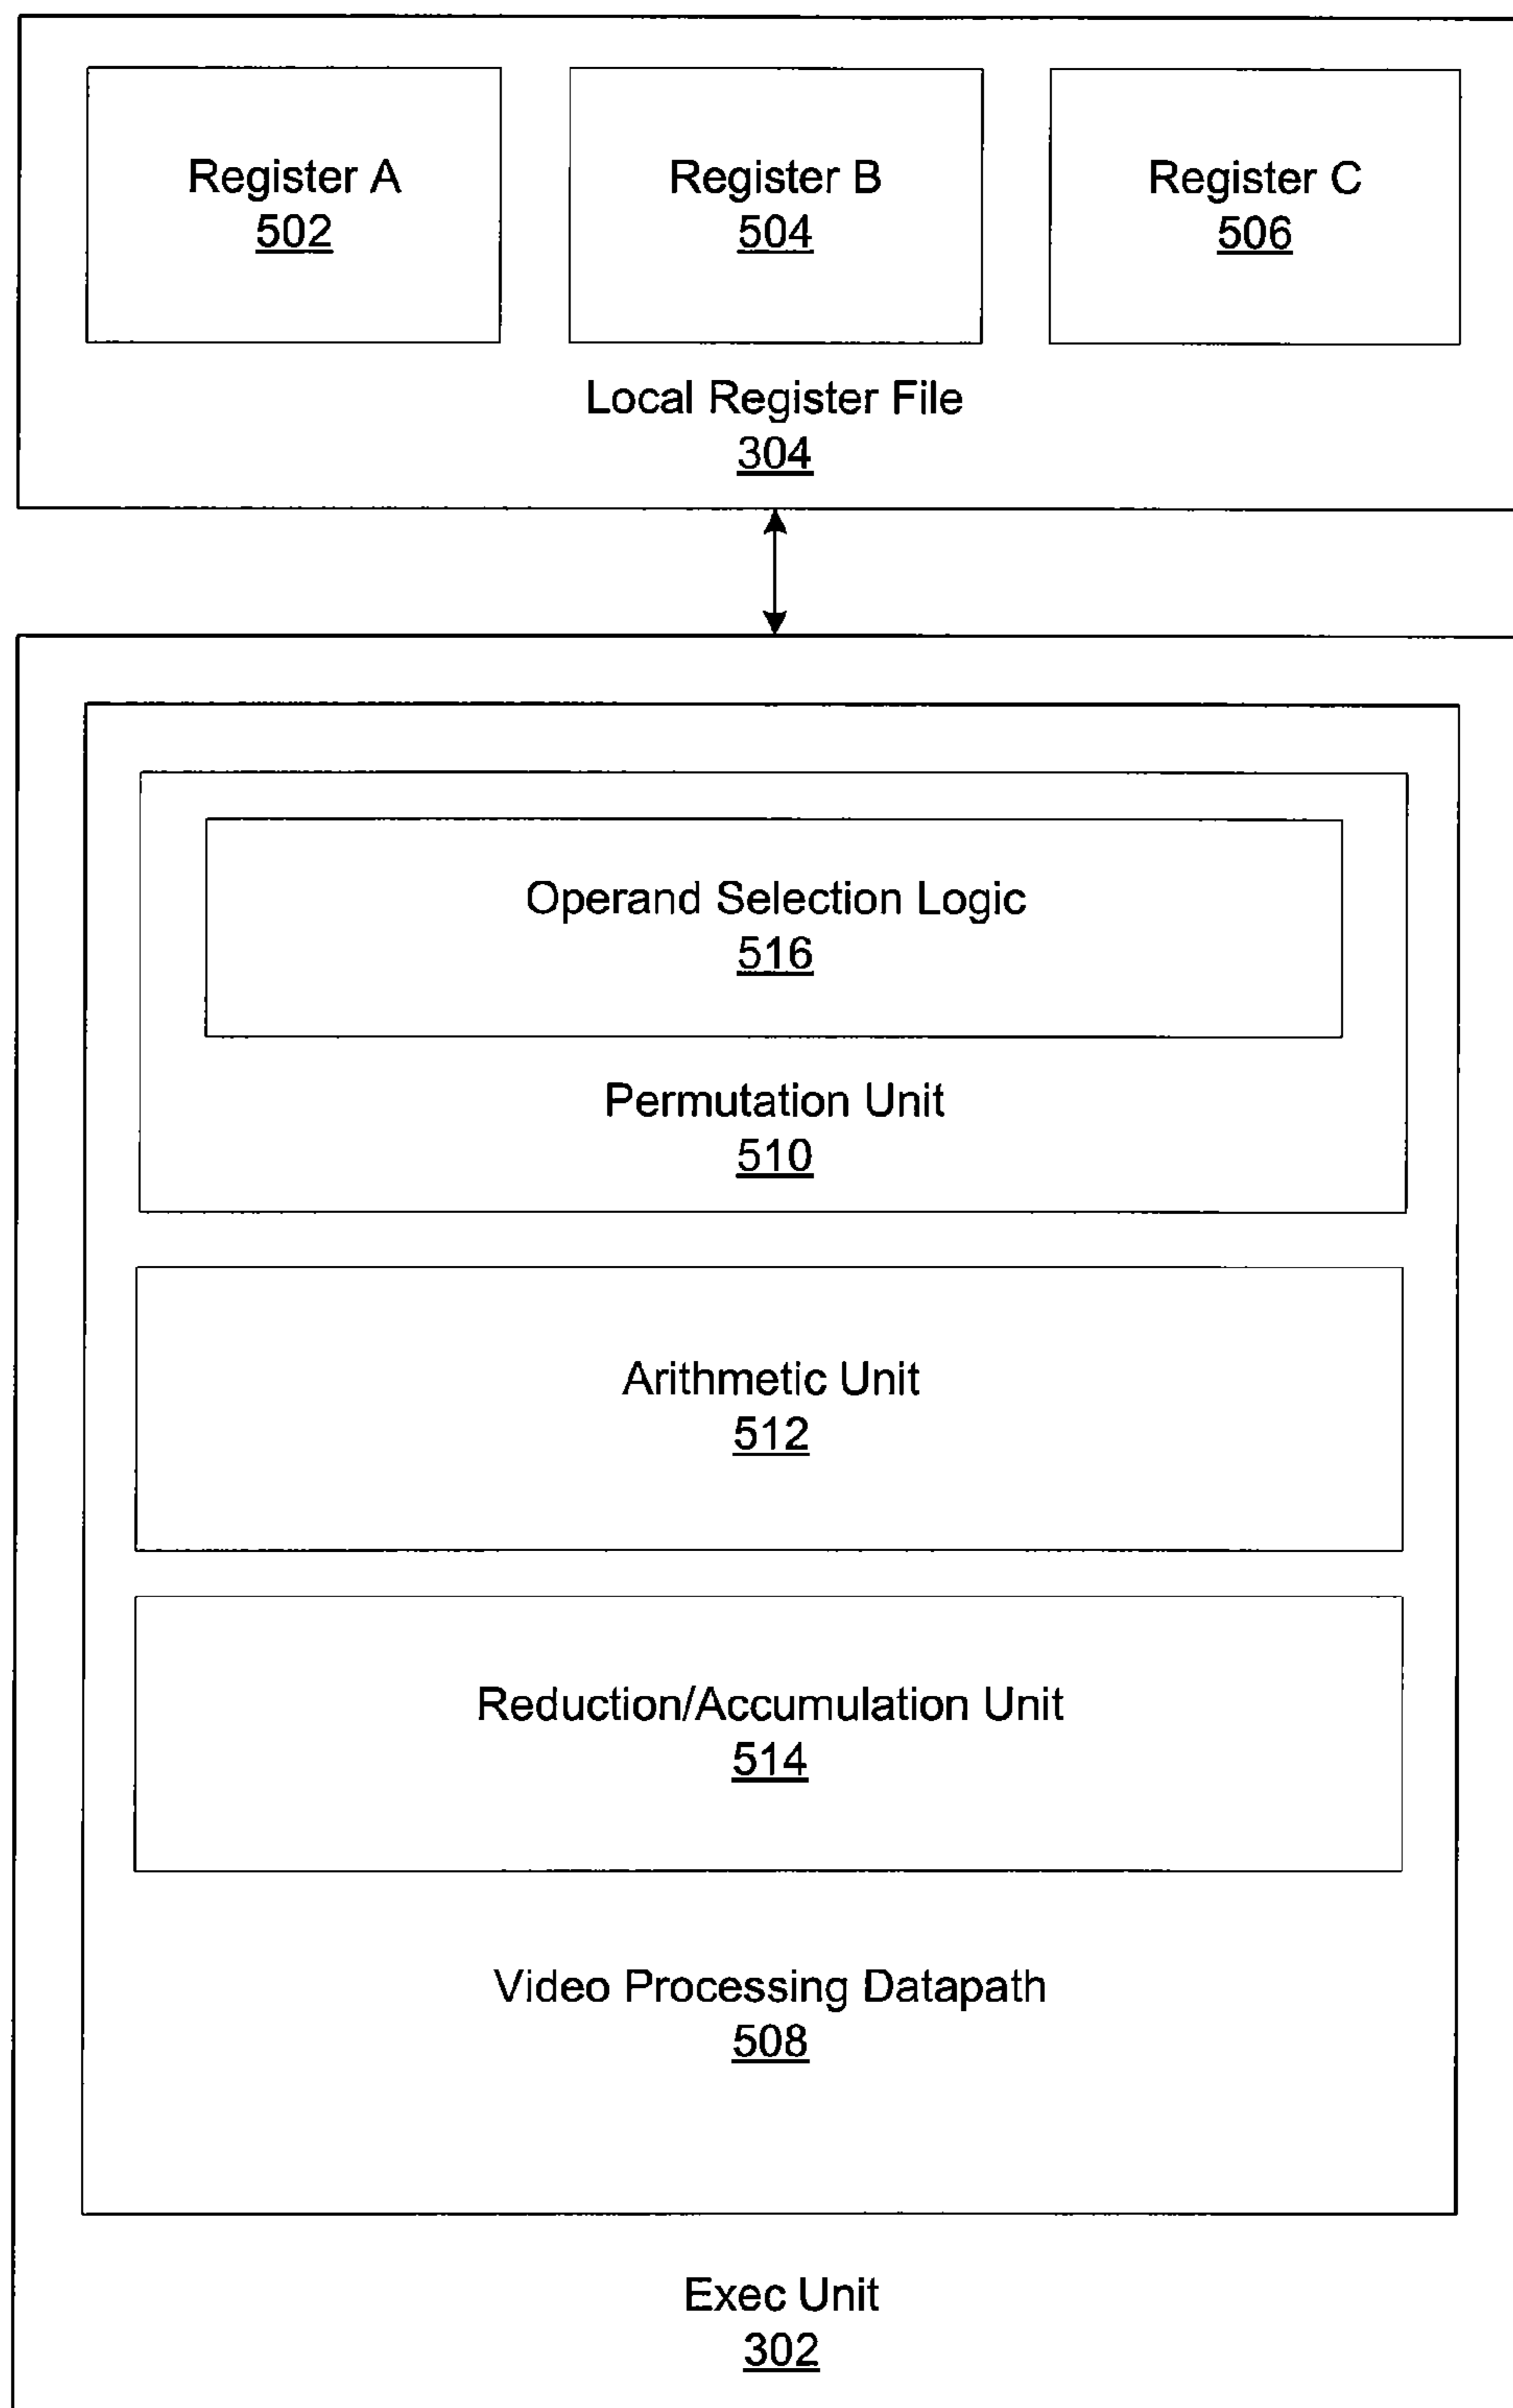 Register A
502
Register B
504
Register C
506
Local Register File
304
Operand Selection Logic
516
Permutation Unit
510
Arithmetic Unit
512
Reduction/Accumulation Unit
514
Video Processing Datapath
508
Exec Unit
302